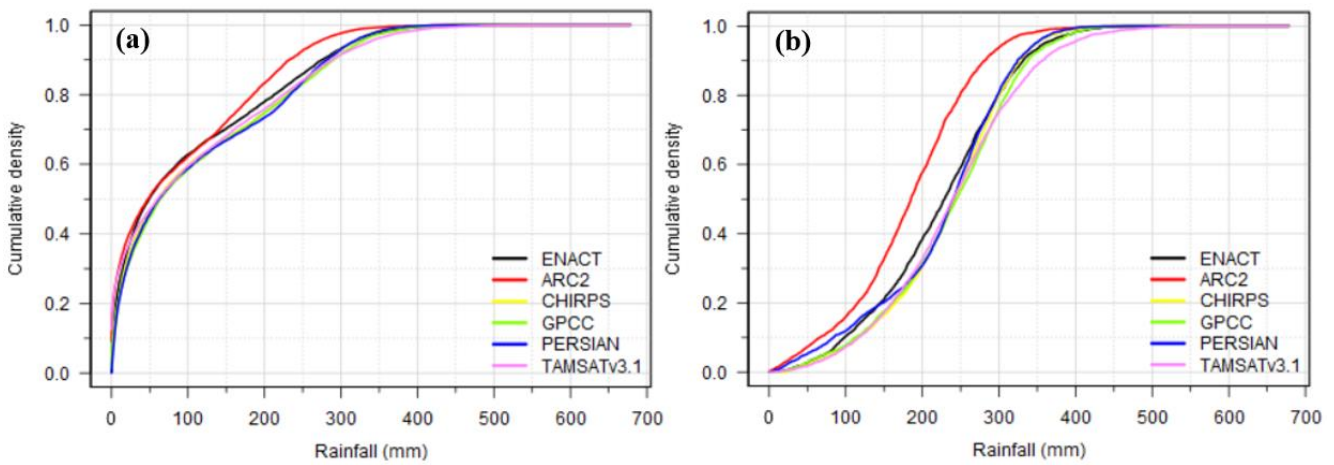 (a)
Cumulative density
1.0
0.8
0.6
0.4
0.2
0.0
ENACT
ARC2
CHIRPS
GPCC
PERSIAN
TAMSATv3.1
0 100 200 300 400 500 600 700
Rainfall (mm)
(b)
Cumulative density
1.0
0.8
0.6
0.4
0.2
0.0
ENACT
ARC2
CHIRPS
GPCC
PERSIAN
TAMSATv3.1
0 100 200 300 400 500 600 700
Rainfall (mm)